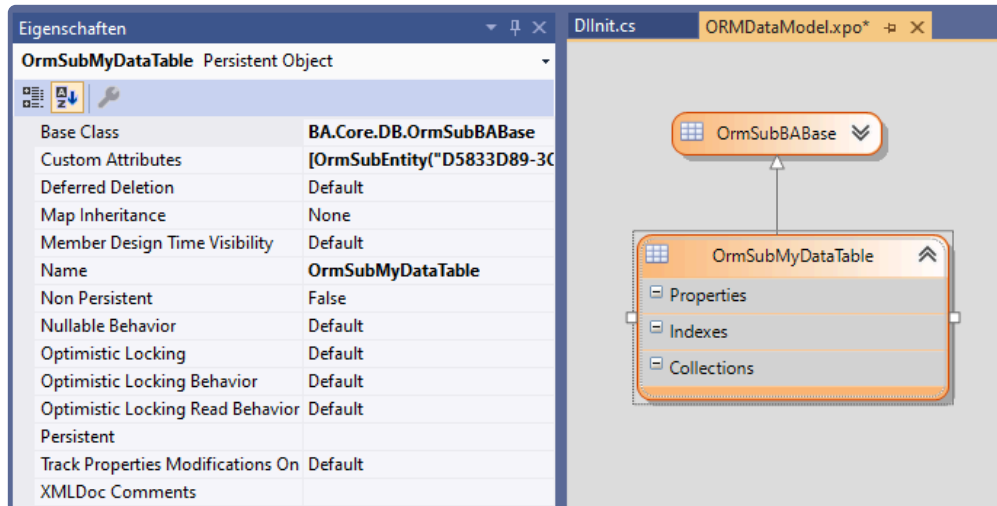 Eigenschaften
OrmSubMyDataTable Persistent Object
Base Class BA.Core.DB.OrmSubBABase
Custom Attributes [OrmSubEntity("D5833D89-3C
Deferred Deletion Default
Map Inheritance None
Member Design Time Visibility Default
Name OrmSubMyDataTable
Non Persistent False
Nullable Behavior Default
Optimistic Locking Default
Optimistic Locking Behavior Default
Optimistic Locking Read Behavior Default
Persistent
Track Properties Modifications On Default
XMLDoc Comments
DllInit.cs
ORMDataModel.xpo*
OrmSubBABase
OrmSubMyDataTable
Properties
Indexes
Collections